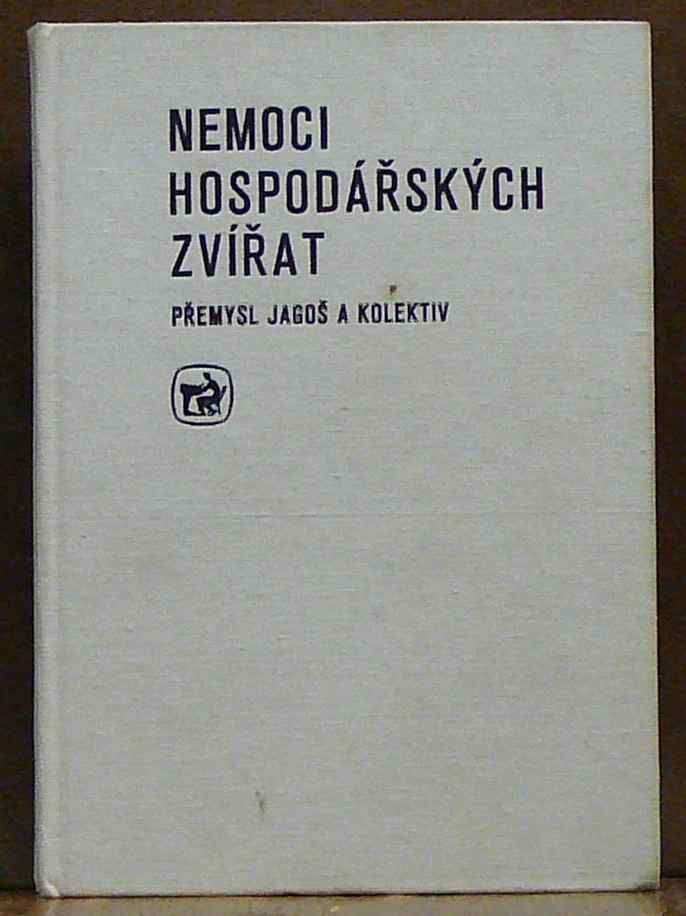 NEMOCI
HOSPODÁŘSKÝCH
ZVÍŘAT
PŘEMYSL JAGOŠ A KOLEKTIV